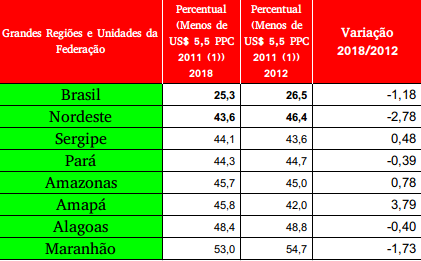 Grandes Regiões e Unidades da Federação
Percentual (Menos de US$ 5,5 PPC 2011 (1)) 2018
Percentual (Menos de US$ 5,5 PPC 2011 (1)) 2012
Variação 2018/2012
Brasil 25,3 26,5 -1,18
Nordeste 43,6 46,4 -2,78
Sergipe 44,1 43,6 0,48
Pará 44,3 44,7 -0,39
Amazonas 45,7 45,0 0,78
Amapá 45,8 42,0 3,79
Alagoas 48,4 48,8 -0,40
Maranhão 53,0 54,7 -1,73